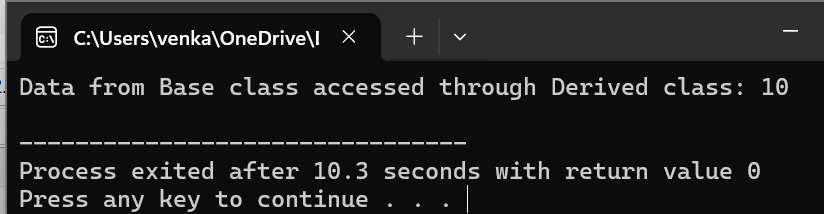 C:\Users\venka\OneDrive\I
Data from Base class accessed through Derived class: 10
--------------------------------
Process exited after 10.3 seconds with return value 0
Press any key to continue . . .